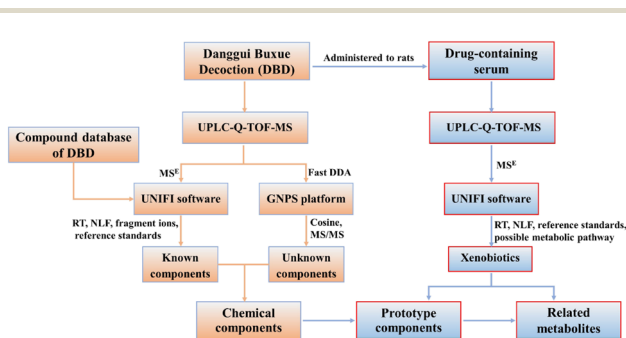 Danggui Buxue
Decoction (DBD)
Administered to rats
Drug-containing
serum
UPLC-Q-TOF-MS
UPLC-Q-TOF-MS
Compound database
of DBD
MSᴱ
Fast DDA
MSᴱ
UNIFI software
GNPS platform
UNIFI software
RT, NLF, fragment ions,
reference standards
Cosine,
MS/MS
RT, NLF, reference standards,
possible metabolic pathway
Known
components
Unknown
components
Xenobiotics
Chemical
components
Prototype
components
Related
metabolites